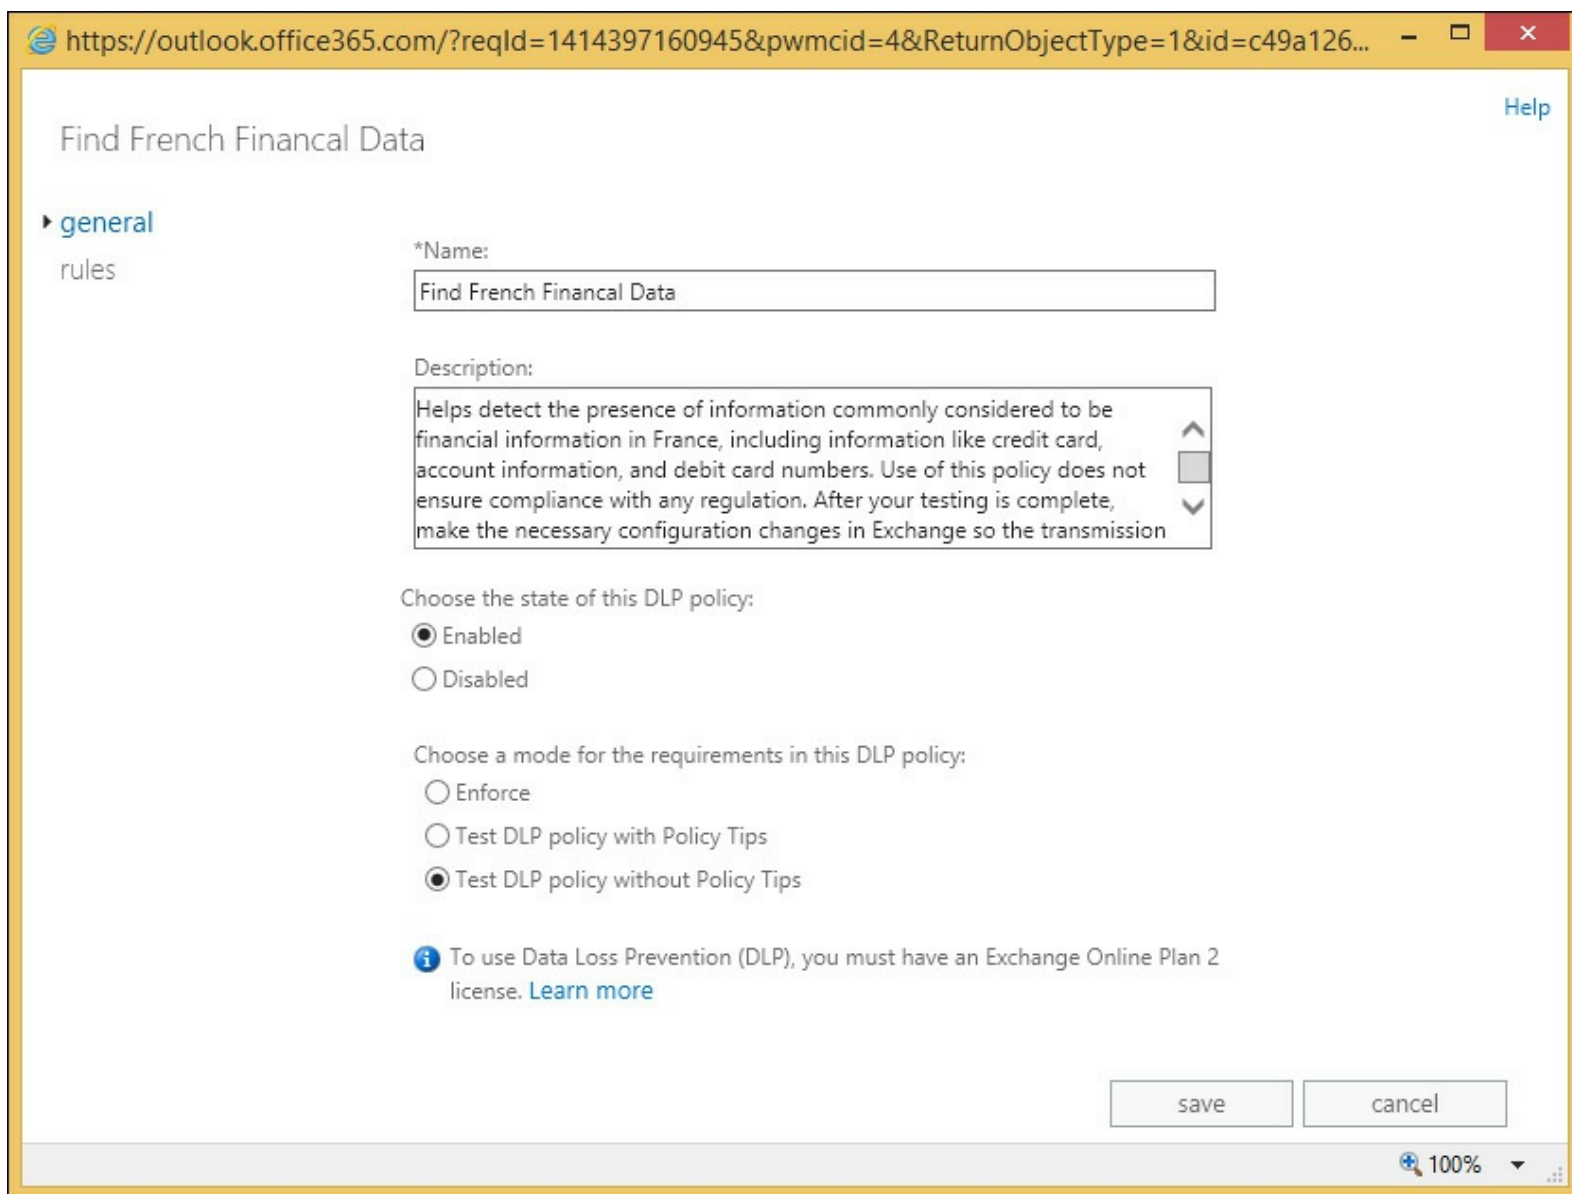 https://outlook.office365.com/?reqId=1414397160945&pwmcid=4&ReturnObjectType=1&id=c49a126...
Help
Find French Financal Data
general
rules
*Name:
Find French Financal Data
Description:
Helps detect the presence of information commonly considered to be
financial information in France, including information like credit card,
account information, and debit card numbers. Use of this policy does not
ensure compliance with any regulation. After your testing is complete,
make the necessary configuration changes in Exchange so the transmission
Choose the state of this DLP policy:
Enabled
Disabled
Choose a mode for the requirements in this DLP policy:
Enforce
Test DLP policy with Policy Tips
Test DLP policy without Policy Tips
To use Data Loss Prevention (DLP), you must have an Exchange Online Plan 2
license. Learn more
save cancel
100%